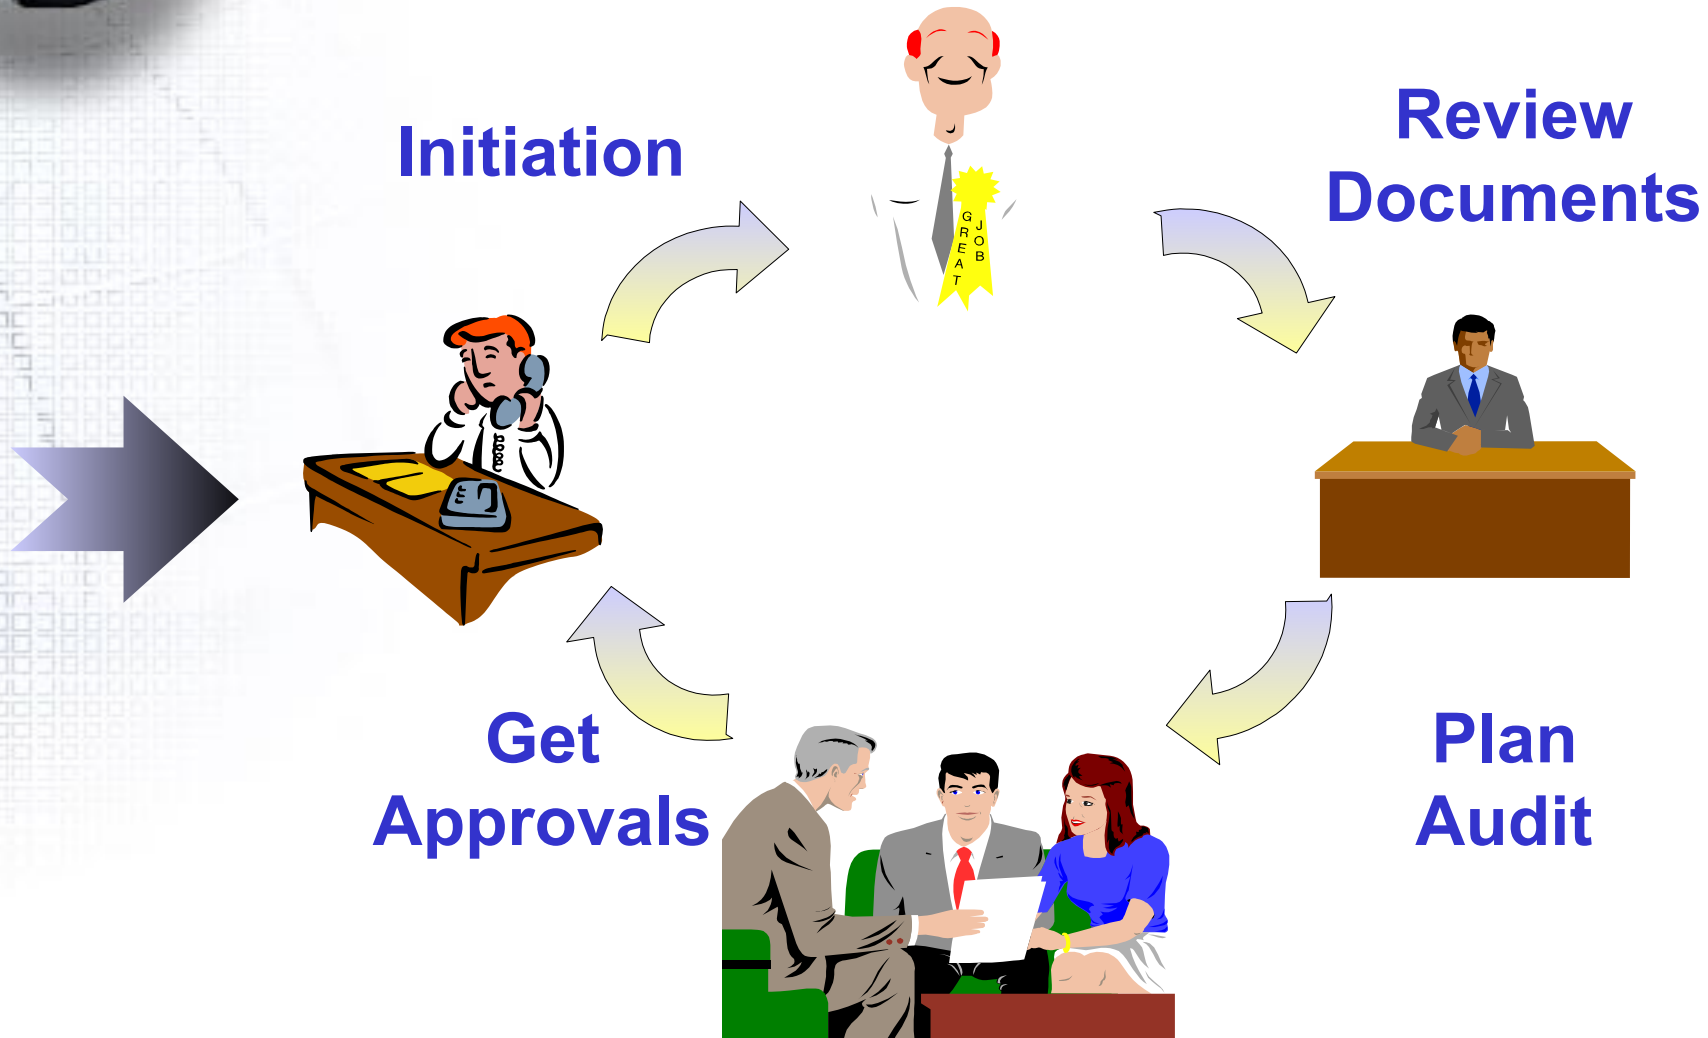 Initiation
Review
Documents
GREAT
JOB
Get
Approvals
Plan
Audit